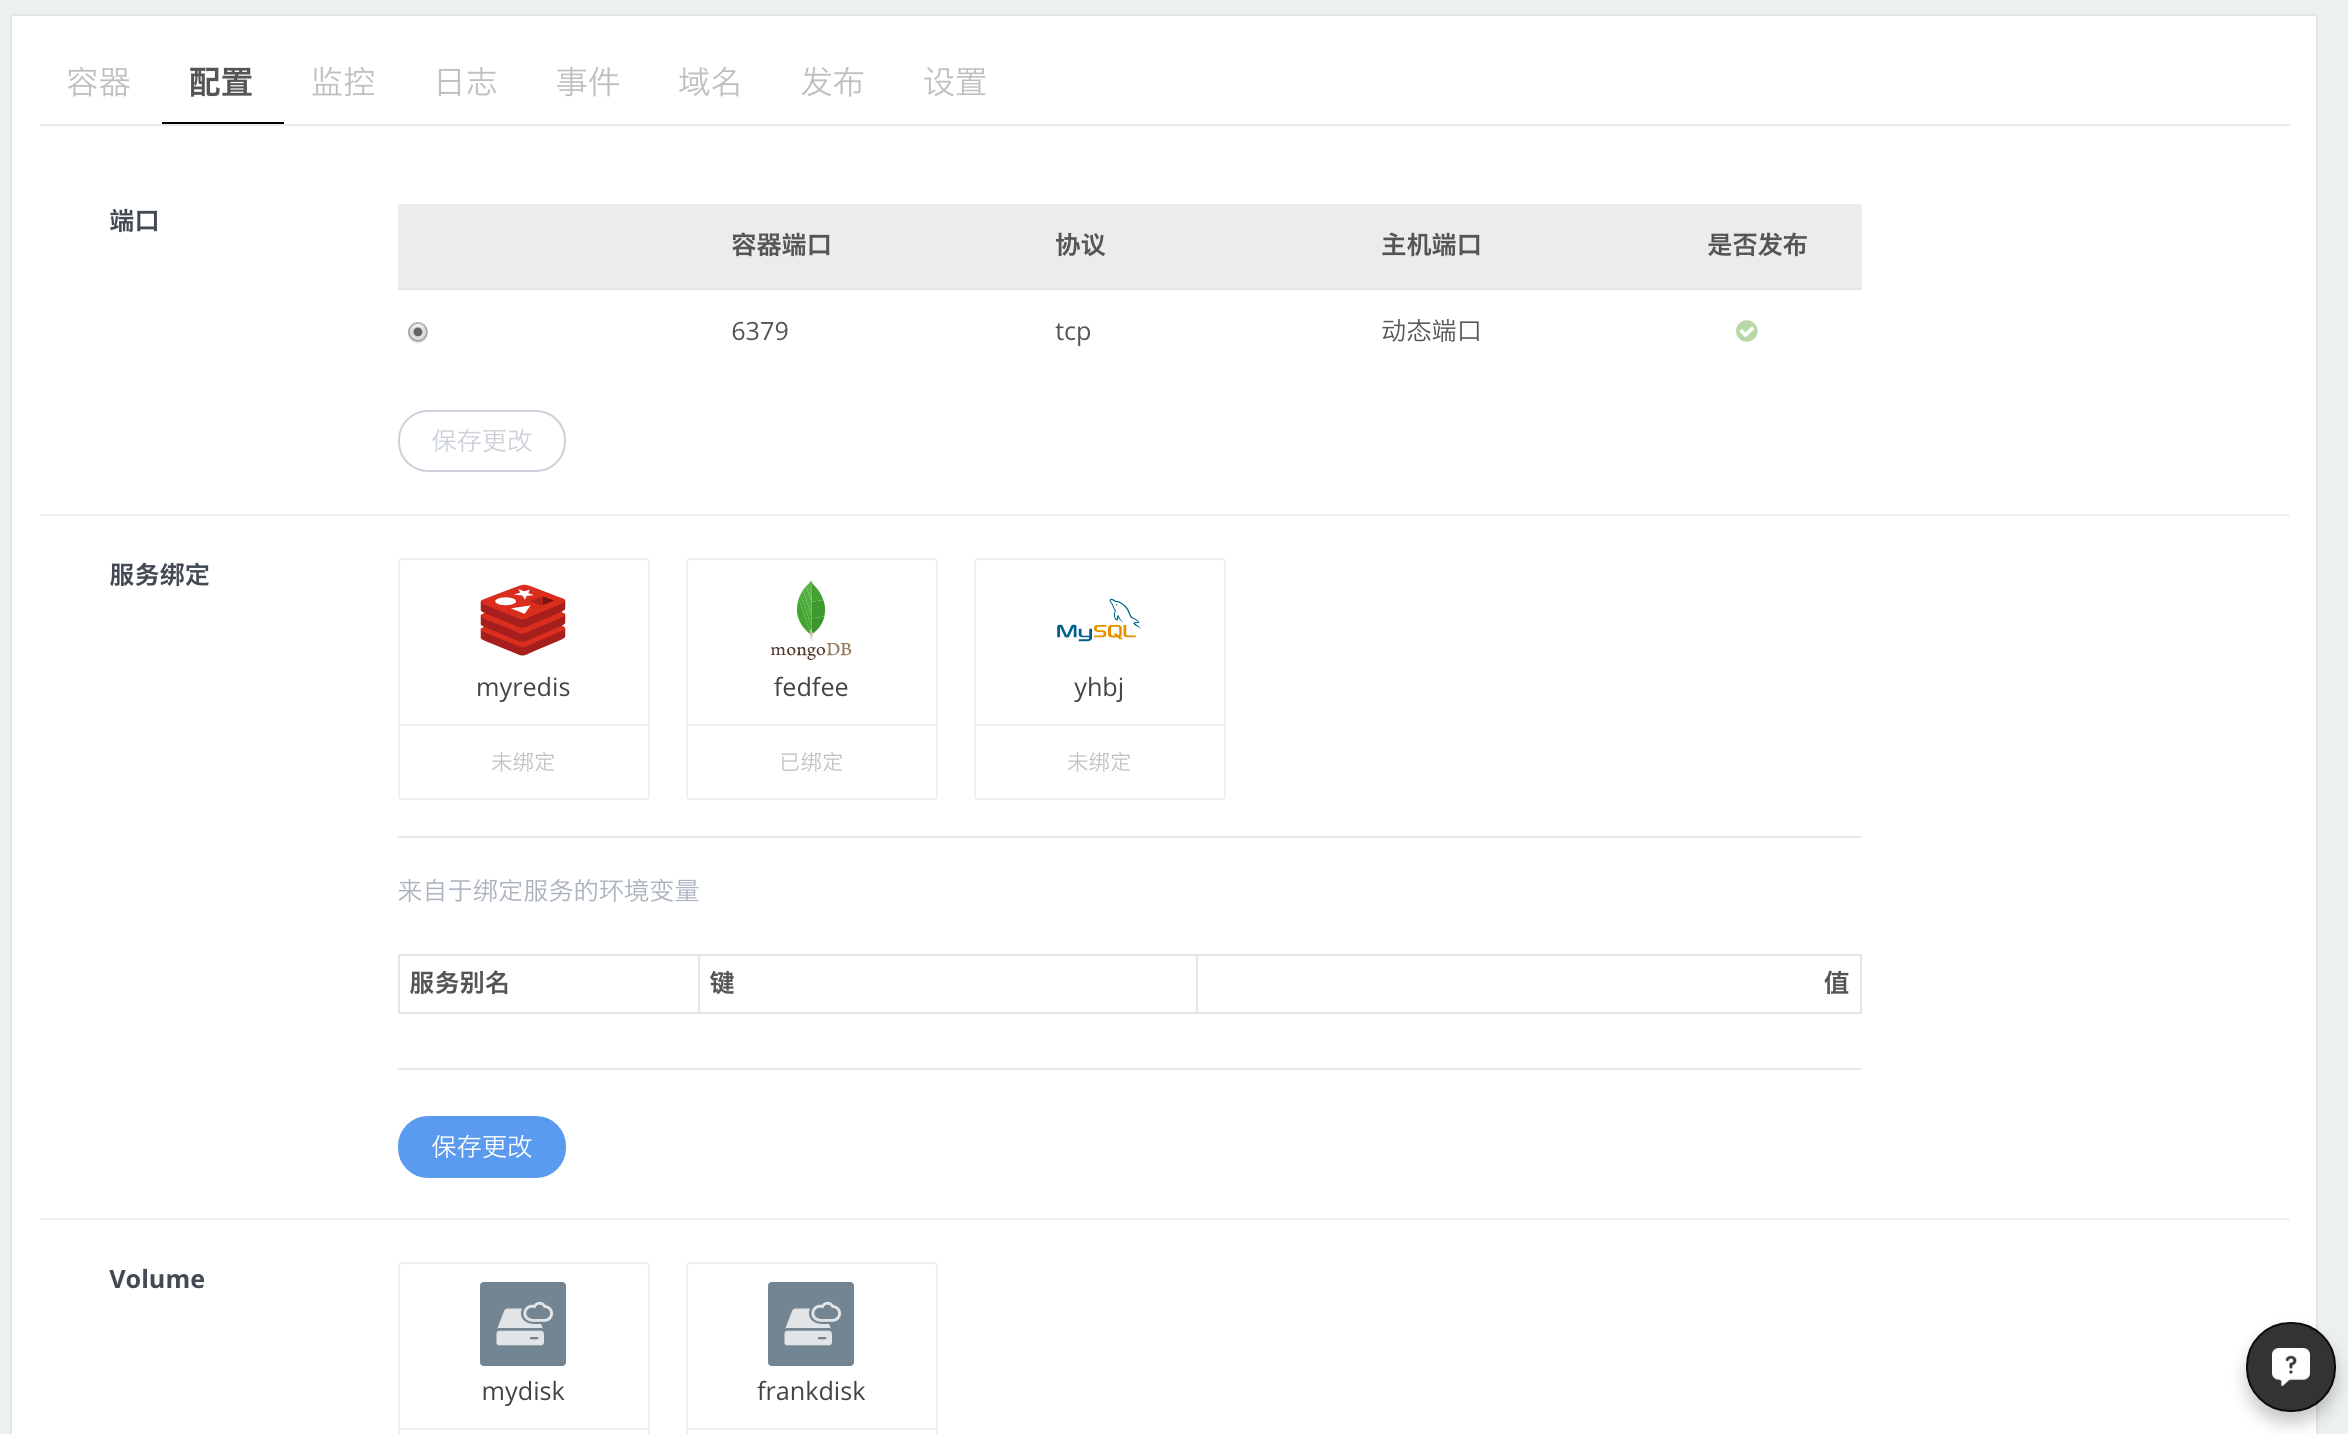 容器 配置 监控 日志 事件 域名 发布 设置
端口
容器端口 协议 主机端口 是否发布
6379 tcp 动态端口
保存更改
服务绑定
mongoDB
MySQL
myredis fedfee yhbj
未绑定 已绑定 未绑定
来自于绑定服务的环境变量
服务别名 键 值
保存更改
Volume
mydisk frankdisk
?